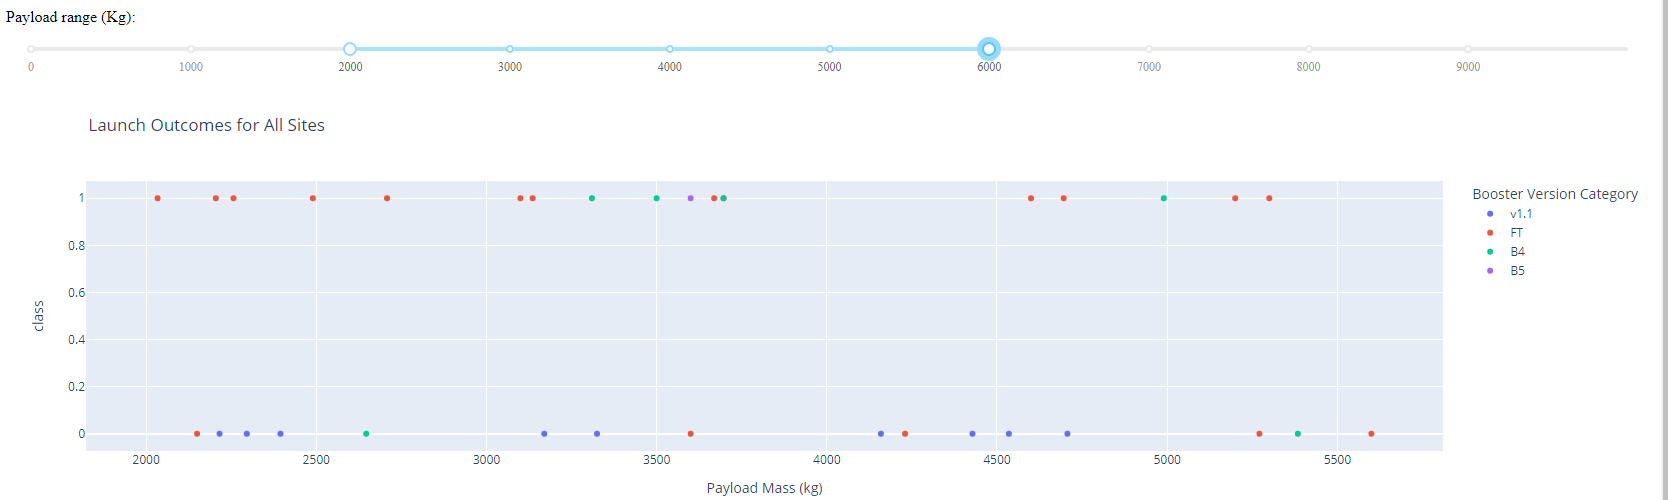 Payload range (Kg):
0 1000 2000 3000 4000 5000 6000 7000 8000 9000
Launch Outcomes for All Sites
Booster Version Category
v1.1
FT
B4
B5
class
1
0.8
0.6
0.4
0.2
0
2000 2500 3000 3500 4000 4500 5000 5500
Payload Mass (kg)